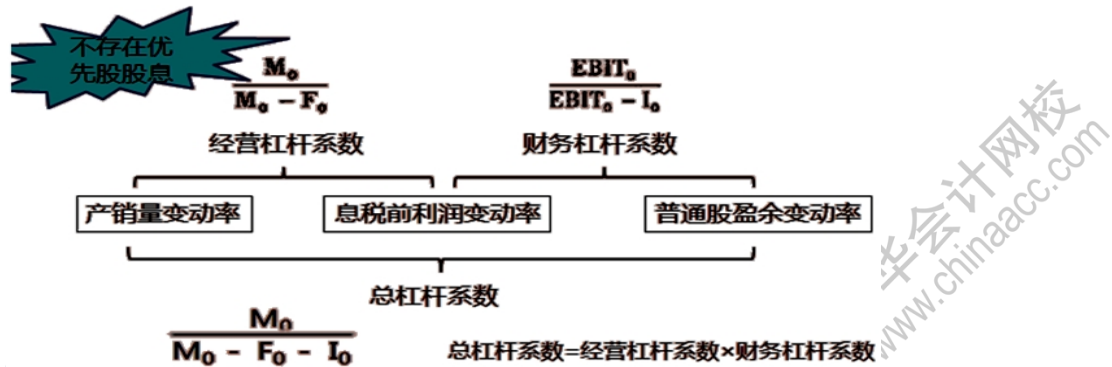 不存在优
先股股息
M₀
M₀ - F₀
EBIT₀
EBIT₀ - I₀
经营杠杆系数
财务杠杆系数
产销量变动率
息税前利润变动率
普通股盈余变动率
总杠杆系数
M₀
M₀ - F₀ - I₀
总杠杆系数=经营杠杆系数×财务杠杆系数
华会计网校
www.chinaacc.com